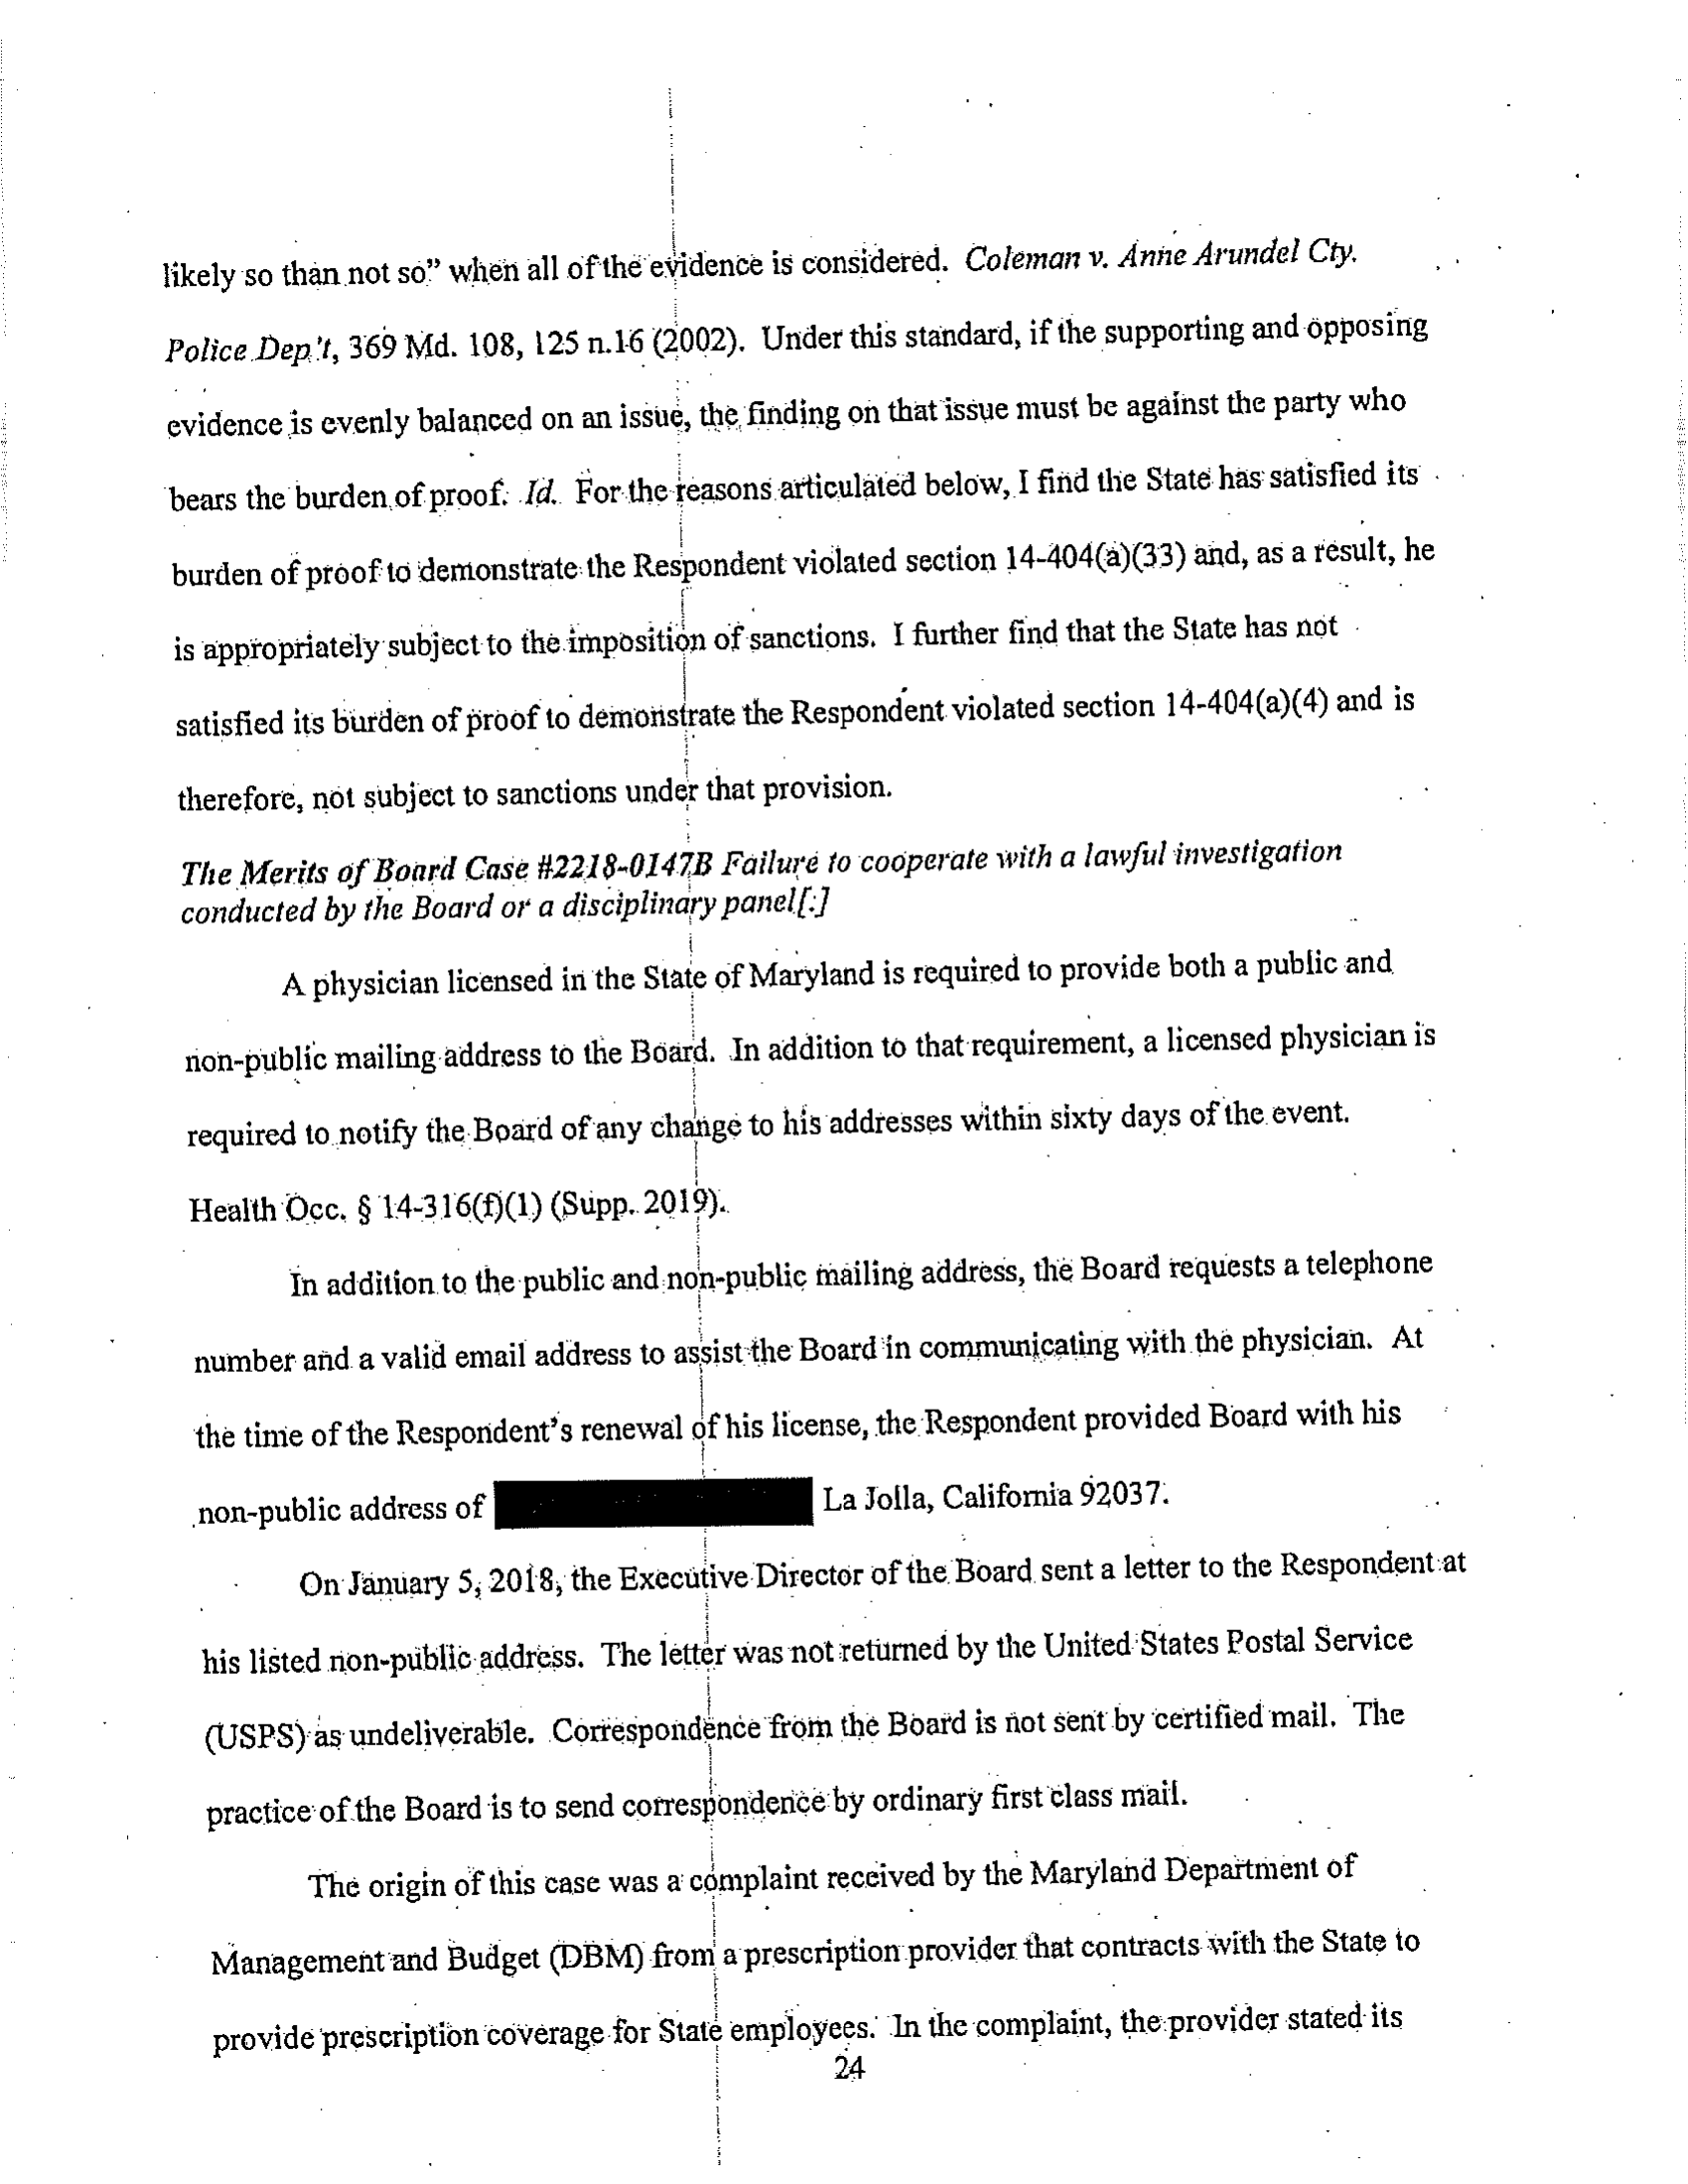 likely so than not so” when all of the evidence is considered. Coleman v. Anne Arundel Cty.
Police Dep’t, 369 Md. 108, 125 n.16 (2002). Under this standard, if the supporting and opposing
evidence is evenly balanced on an issue, the finding on that issue must be against the party who
bears the burden of proof. Id. For the reasons articulated below, I find the State has satisfied its
burden of proof to demonstrate the Respondent violated section 14-404(a)(33) and, as a result, he
is appropriately subject to the imposition of sanctions. I further find that the State has not
satisfied its burden of proof to demonstrate the Respondent violated section 14-404(a)(4) and is
therefore, not subject to sanctions under that provision.
The Merits of Board Case #2218-0147B Failure to cooperate with a lawful investigation
conducted by the Board or a disciplinary panel[:]
A physician licensed in the State of Maryland is required to provide both a public and
non-public mailing address to the Board. In addition to that requirement, a licensed physician is
required to notify the Board of any change to his addresses within sixty days of the event.
Health Occ. § 14-316(f)(1) (Supp. 2019).
In addition to the public and non-public mailing address, the Board requests a telephone
number and a valid email address to assist the Board in communicating with the physician. At
the time of the Respondent’s renewal of his license, the Respondent provided Board with his
non-public address of La Jolla, California 92037.
On January 5, 2018, the Executive Director of the Board sent a letter to the Respondent at
his listed non-public address. The letter was not returned by the United States Postal Service
(USPS) as undeliverable. Correspondence from the Board is not sent by certified mail. The
practice of the Board is to send correspondence by ordinary first class mail.
The origin of this case was a complaint received by the Maryland Department of
Management and Budget (DBM) from a prescription provider that contracts with the State to
provide prescription coverage for State employees. In the complaint, the provider stated its
24